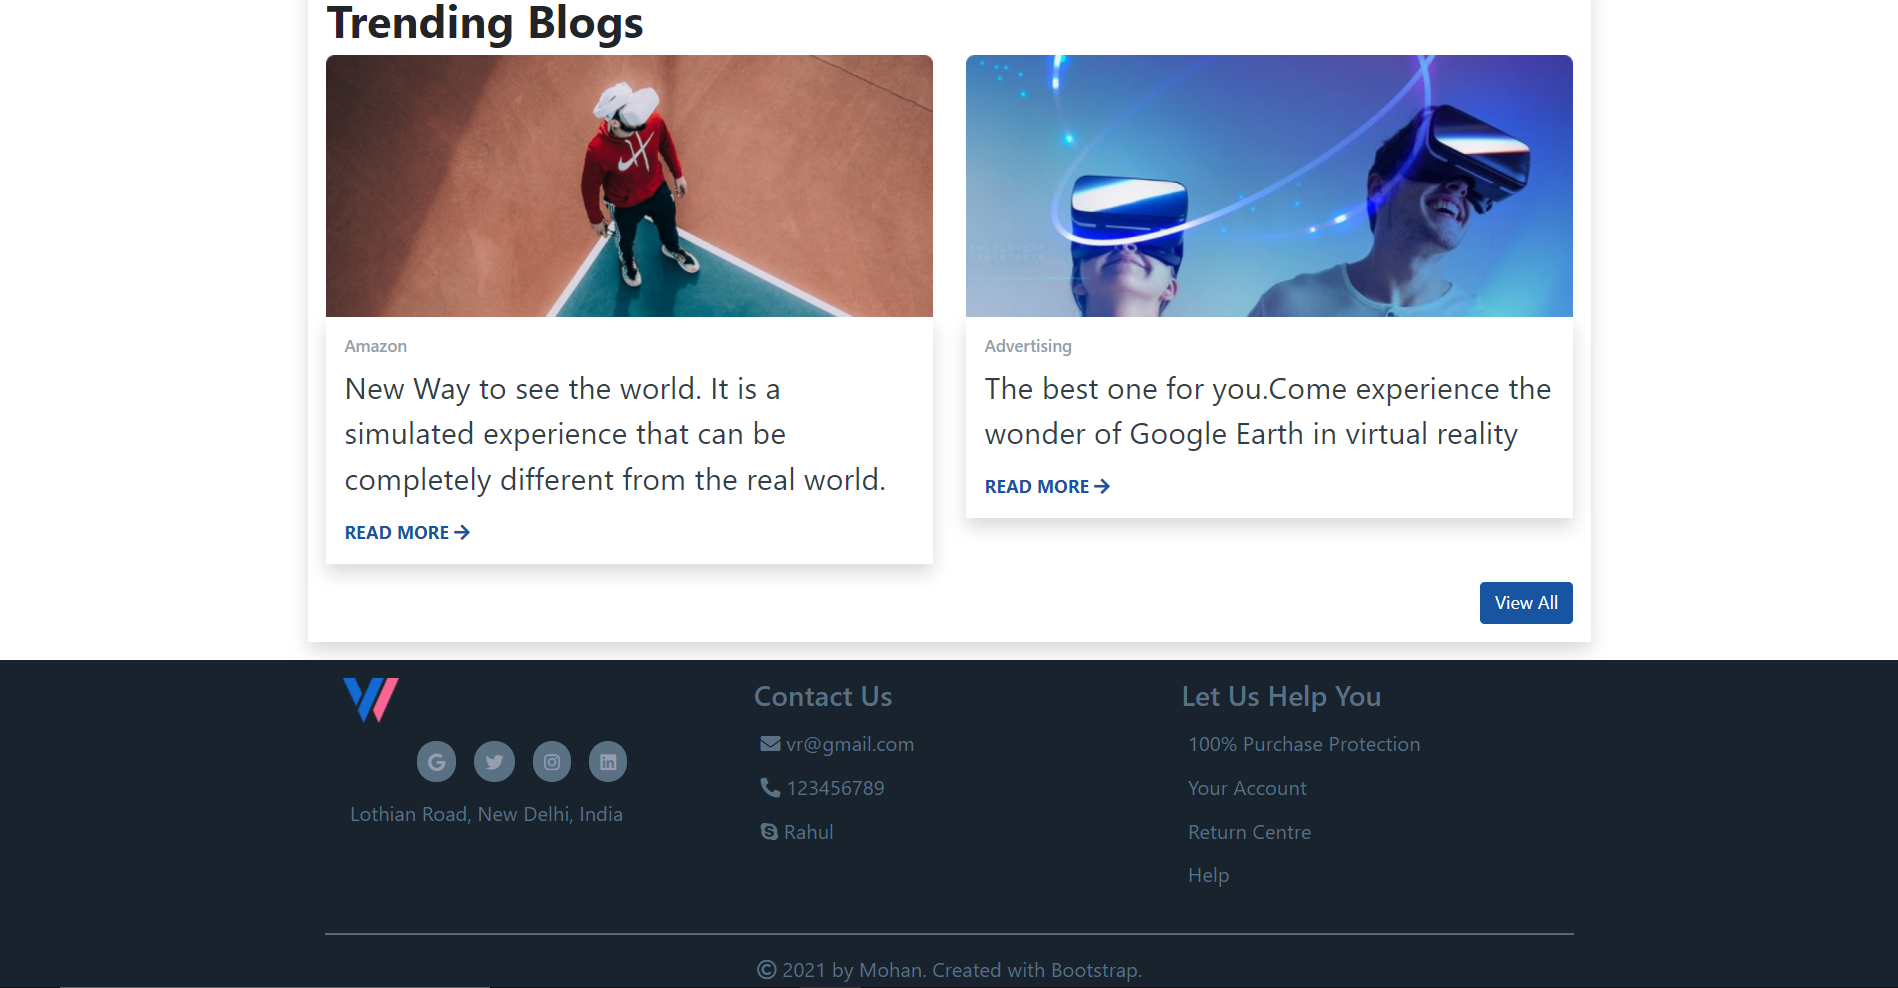 Trending Blogs
Amazon
New Way to see the world. It is a
simulated experience that can be
completely different from the real world.
READ MORE
Advertising
The best one for you.Come experience the
wonder of Google Earth in virtual reality
READ MORE
View All
Lothian Road, New Delhi, India
Contact Us
vr@gmail.com
123456789
Rahul
Let Us Help You
100% Purchase Protection
Your Account
Return Centre
Help
© 2021 by Mohan. Created with Bootstrap.